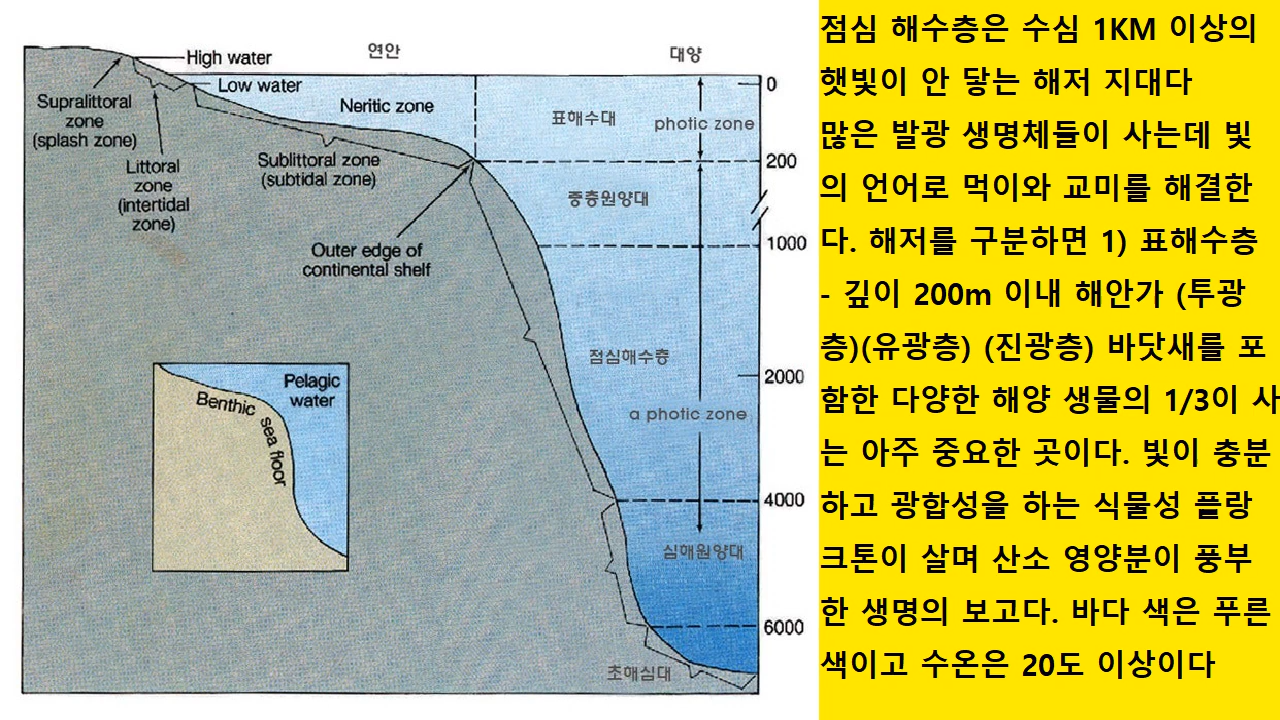 High water
연안
대양
Low water
0
Supralittoral
zone
(splash zone)
Neritic zone
표해수대
photic zone
Littoral
zone
(intertidal
zone)
Sublittoral zone
(subtidal zone)
200
중층원양대
Outer edge of
continental shelf
1000
점심해수층
2000
Pelagic
water
Benthic
sea floor
a photic zone
4000
심해원양대
6000
초해심대
점심 해수층은 수심 1KM 이상의
햇빛이 안 닿는 해저 지대다
많은 발광 생명체들이 사는데 빛
의 언어로 먹이와 교미를 해결한
다. 해저를 구분하면 1) 표해수층
- 깊이 200m 이내 해안가 (투광
층)(유광층) (진광층) 바닷새를 포
함한 다양한 해양 생물의 1/3이 사
는 아주 중요한 곳이다. 빛이 충분
하고 광합성을 하는 식물성 플랑
크톤이 살며 산소 영양분이 풍부
한 생명의 보고다. 바다 색은 푸른
색이고 수온은 20도 이상이다